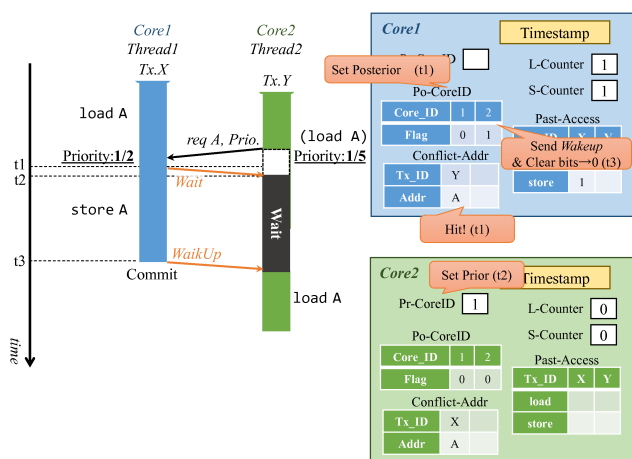 Core1
Thread1
Tx.X
Core2
Thread2
Tx.Y
load A
req A, Prio.
(load A)
t1
Priority:1/2
Priority:1/5
t2
Wait
store A
Wait
t3
WaikUp
Commit
load A
time
Core1
Timestamp
L-Counter 1
S-Counter 1
Set Posterior (t1)
Po-CoreID
Core_ID 1 2
Flag 0 1
Past-Access
Send Wakeup
& Clear bits→0 (t3)
store 1
Conflict-Addr
Tx_ID Y
Addr A
Hit! (t1)
Core2
Set Prior (t2)
Timestamp
Pr-CoreID 1
L-Counter 0
S-Counter 0
Po-CoreID
Core_ID 1 2
Flag 0 0
Past-Access
Tx_ID X Y
load
store
Conflict-Addr
Tx_ID X
Addr A